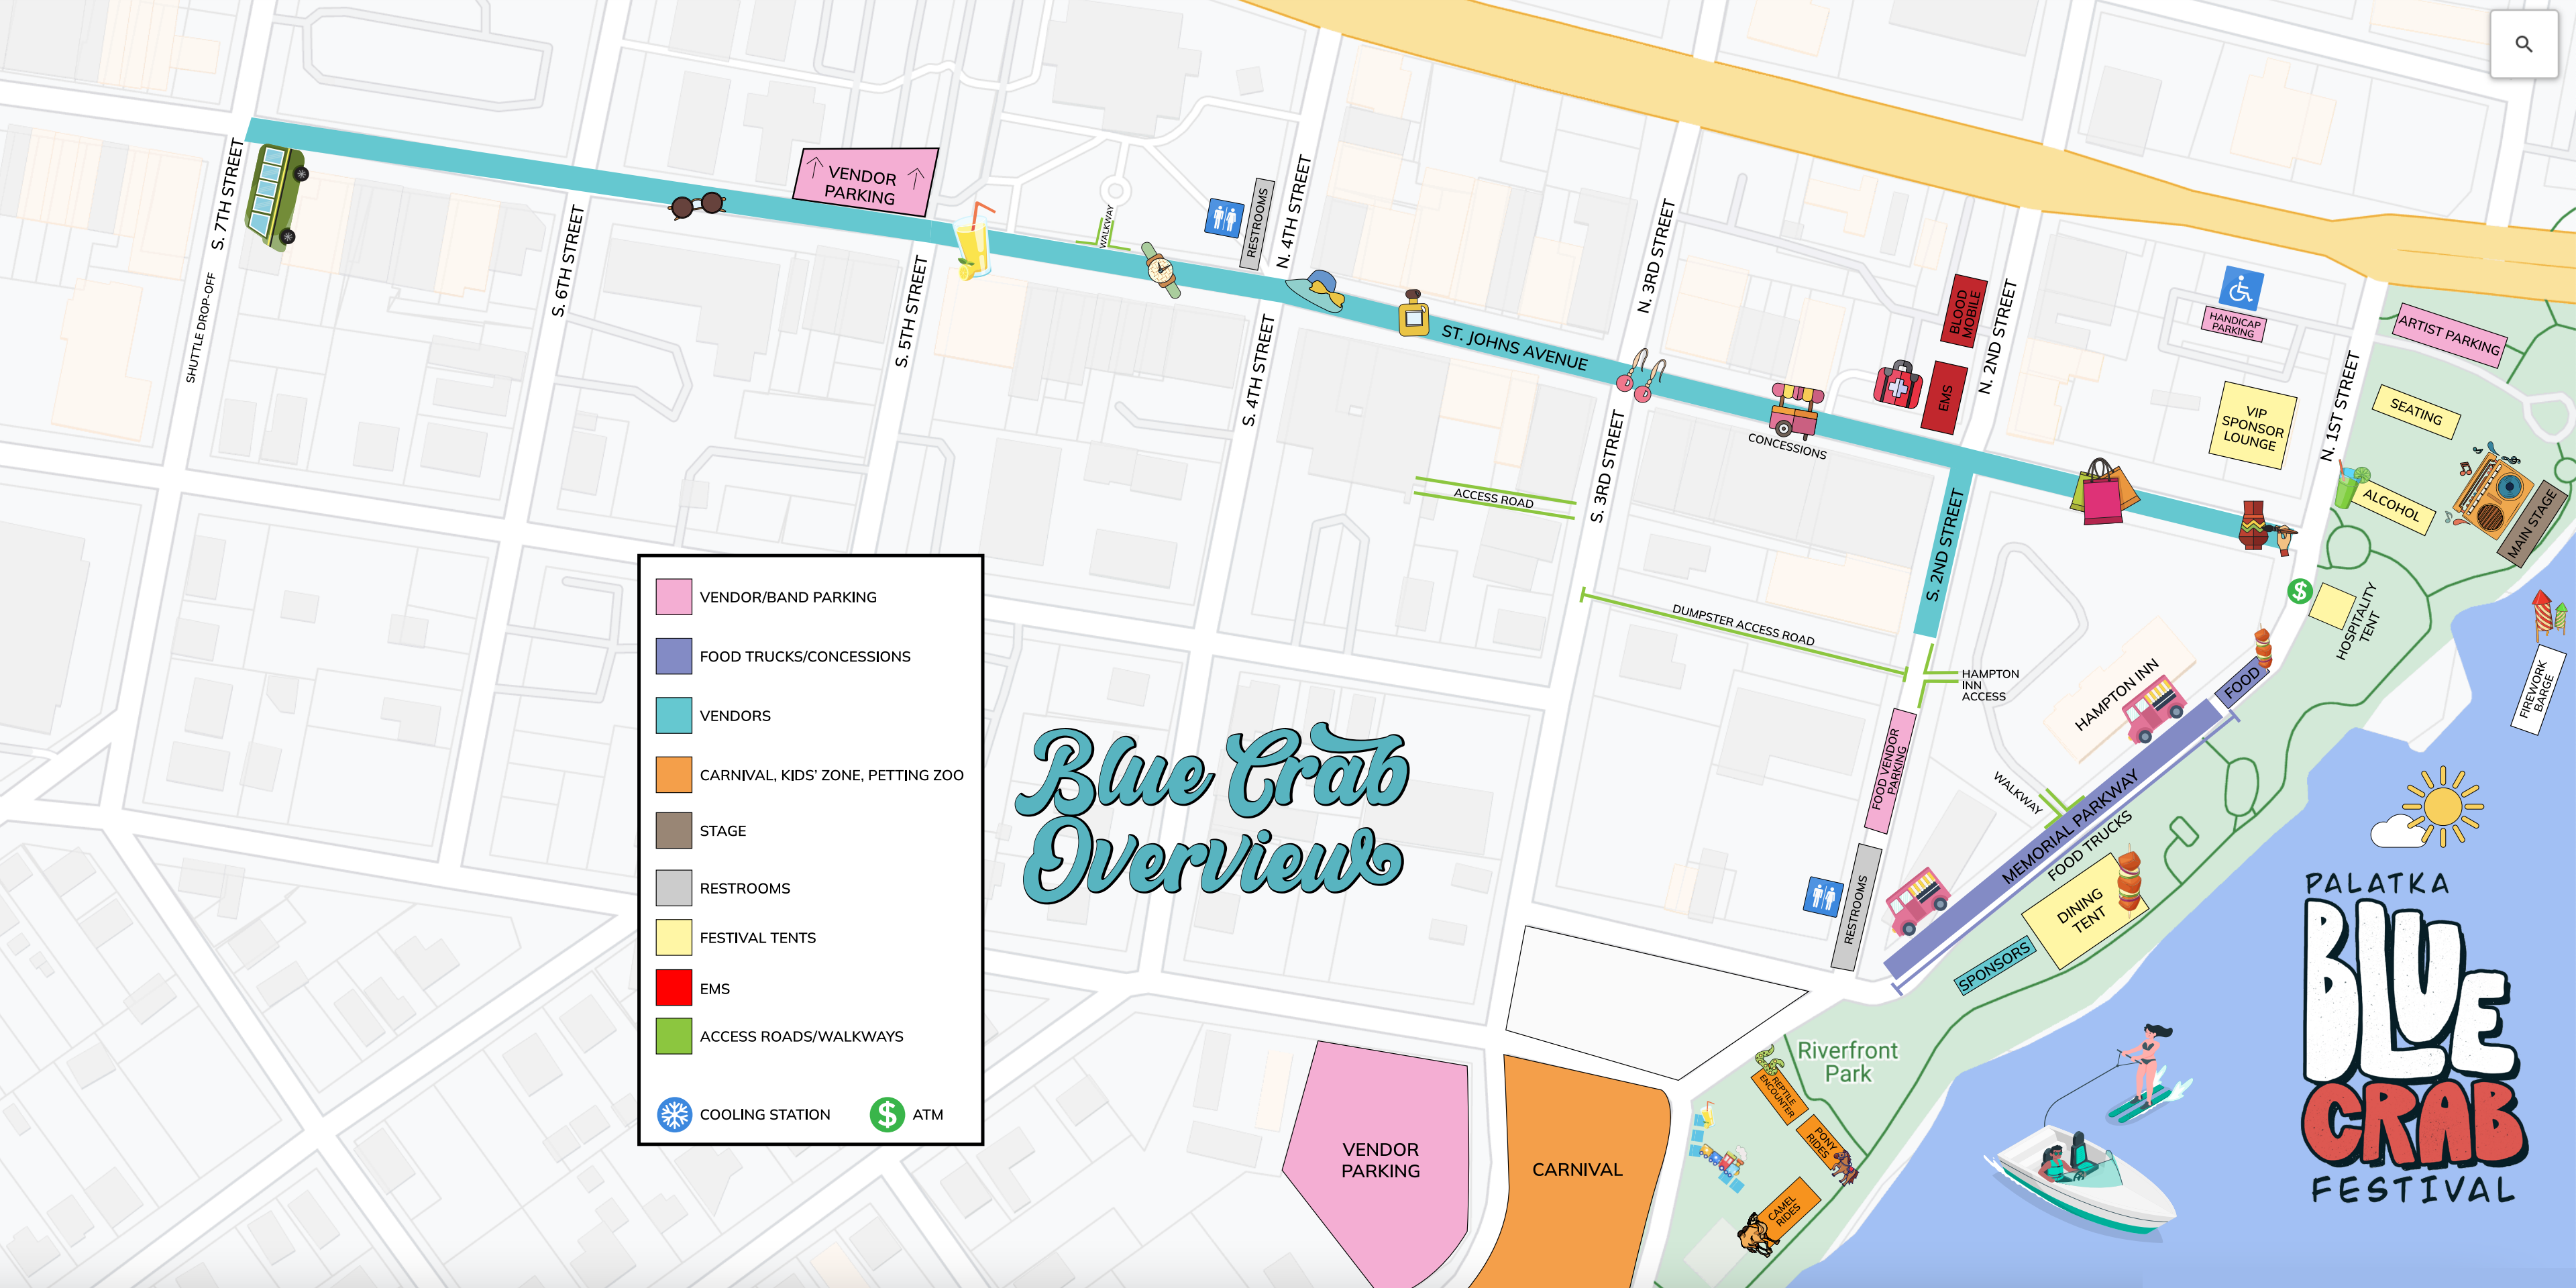 S. 7TH STREET
SHUTTLE DROP-OFF
S. 6TH STREET
VENDOR
PARKING
S. 5TH STREET
WALKWAY
RESTROOMS
N. 4TH STREET
S. 4TH STREET
ST. JOHNS AVENUE
N. 3RD STREET
S. 3RD STREET
ACCESS ROAD
CONCESSIONS
BLOOD
MOBILE
EMS
N. 2ND STREET
S. 2ND STREET
HANDICAP
PARKING
VIP
SPONSOR
LOUNGE
N. 1ST STREET
ARTIST PARKING
SEATING
ALCOHOL
MAIN STAGE
$
HOSPITALITY
TENT
FIREWORK
BARGE
DUMPSTER ACCESS ROAD
HAMPTON
INN
ACCESS
HAMPTON INN
FOOD
FOOD VENDOR
PARKING
WALKWAY
MEMORIAL PARKWAY
FOOD TRUCKS
DINING
TENT
SPONSORS
RESTROOMS
Riverfront
Park
REPTILE
ENCOUNTER
PONY
RIDES
CAMEL
RIDES
VENDOR
PARKING
CARNIVAL
VENDOR/BAND PARKING
FOOD TRUCKS/CONCESSIONS
VENDORS
CARNIVAL, KIDS' ZONE, PETTING ZOO
STAGE
RESTROOMS
FESTIVAL TENTS
EMS
ACCESS ROADS/WALKWAYS
COOLING STATION
$ ATM
Blue Crab
Overview
PALATKA
BLUE
CRAB
FESTIVAL